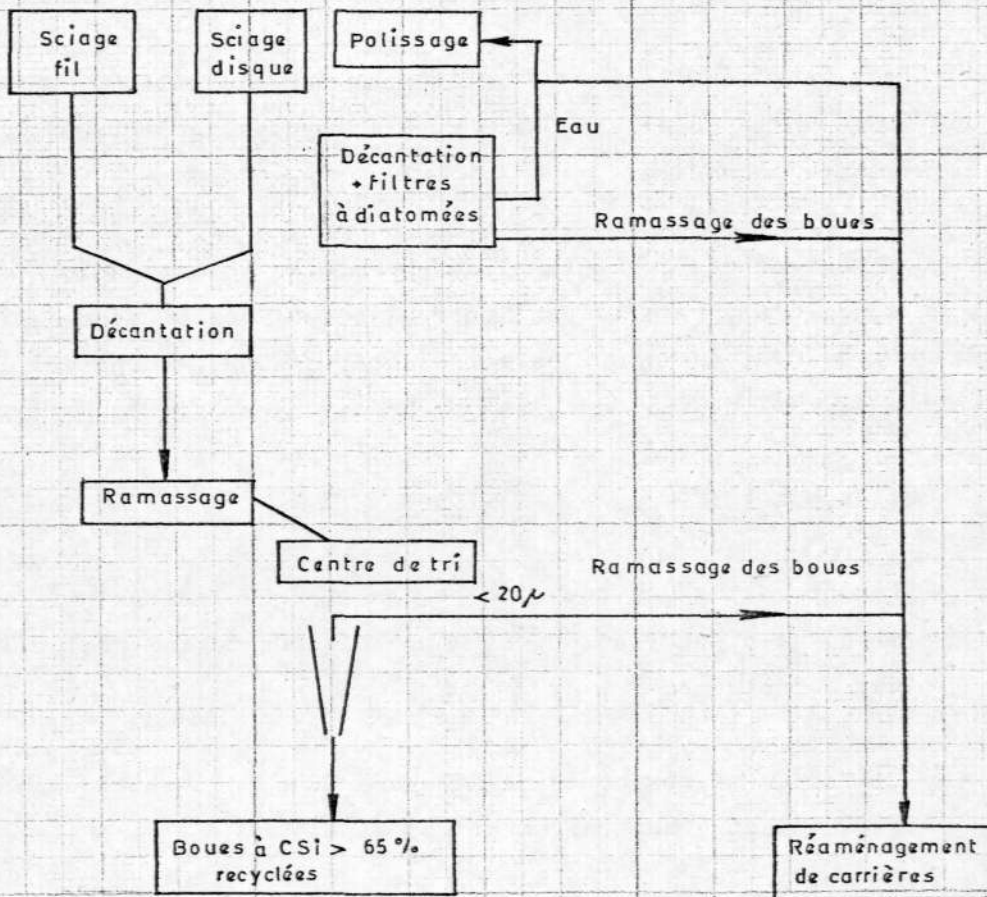 Sciage
fil
Sciage
disque
Polissage
Eau
Décantation
+ filtres
à diatomées
Ramassage des boues
Décantation
Ramassage
Centre de tri
Ramassage des boues
< 20 µ
Boues à CSi > 65 %
recyclées
Réaménagement
de carrières